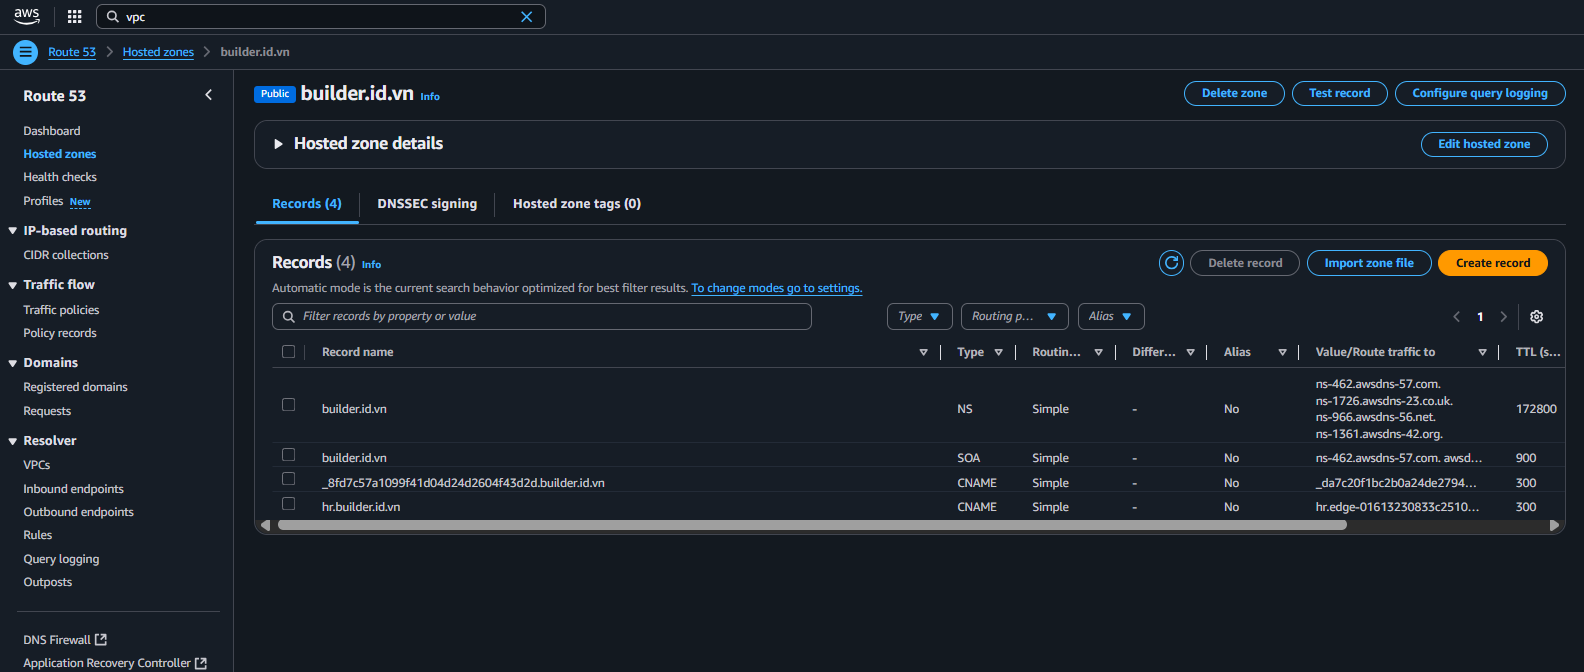 aws
vpc
Route 53
Hosted zones
builder.id.vn
Route 53
Dashboard
Hosted zones
Health checks
Profiles New
IP-based routing
CIDR collections
Traffic flow
Traffic policies
Policy records
Domains
Registered domains
Requests
Resolver
VPCs
Inbound endpoints
Outbound endpoints
Rules
Query logging
Outposts
DNS Firewall
Application Recovery Controller
Public builder.id.vn Info
Delete zone
Test record
Configure query logging
Hosted zone details
Edit hosted zone
Records (4)
DNSSEC signing
Hosted zone tags (0)
Records (4) Info
Delete record
Import zone file
Create record
Automatic mode is the current search behavior optimized for best filter results. To change modes go to settings.
Filter records by property or value
Type
Routing p...
Alias
1
Record name Type Routin... Differ... Alias Value/Route traffic to TTL (s...
builder.id.vn NS Simple - No
ns-462.awsdns-57.com.
ns-1726.awsdns-23.co.uk.
ns-966.awsdns-56.net.
ns-1361.awsdns-42.org.
172800
builder.id.vn SOA Simple - No ns-462.awsdns-57.com. awsd... 900
_8fd7c57a1099f41d04d24d2604f43d2d.builder.id.vn CNAME Simple - No _da7c20f1bc2b0a24de2794... 300
hr.builder.id.vn CNAME Simple - No hr.edge-01613230833c2510... 300